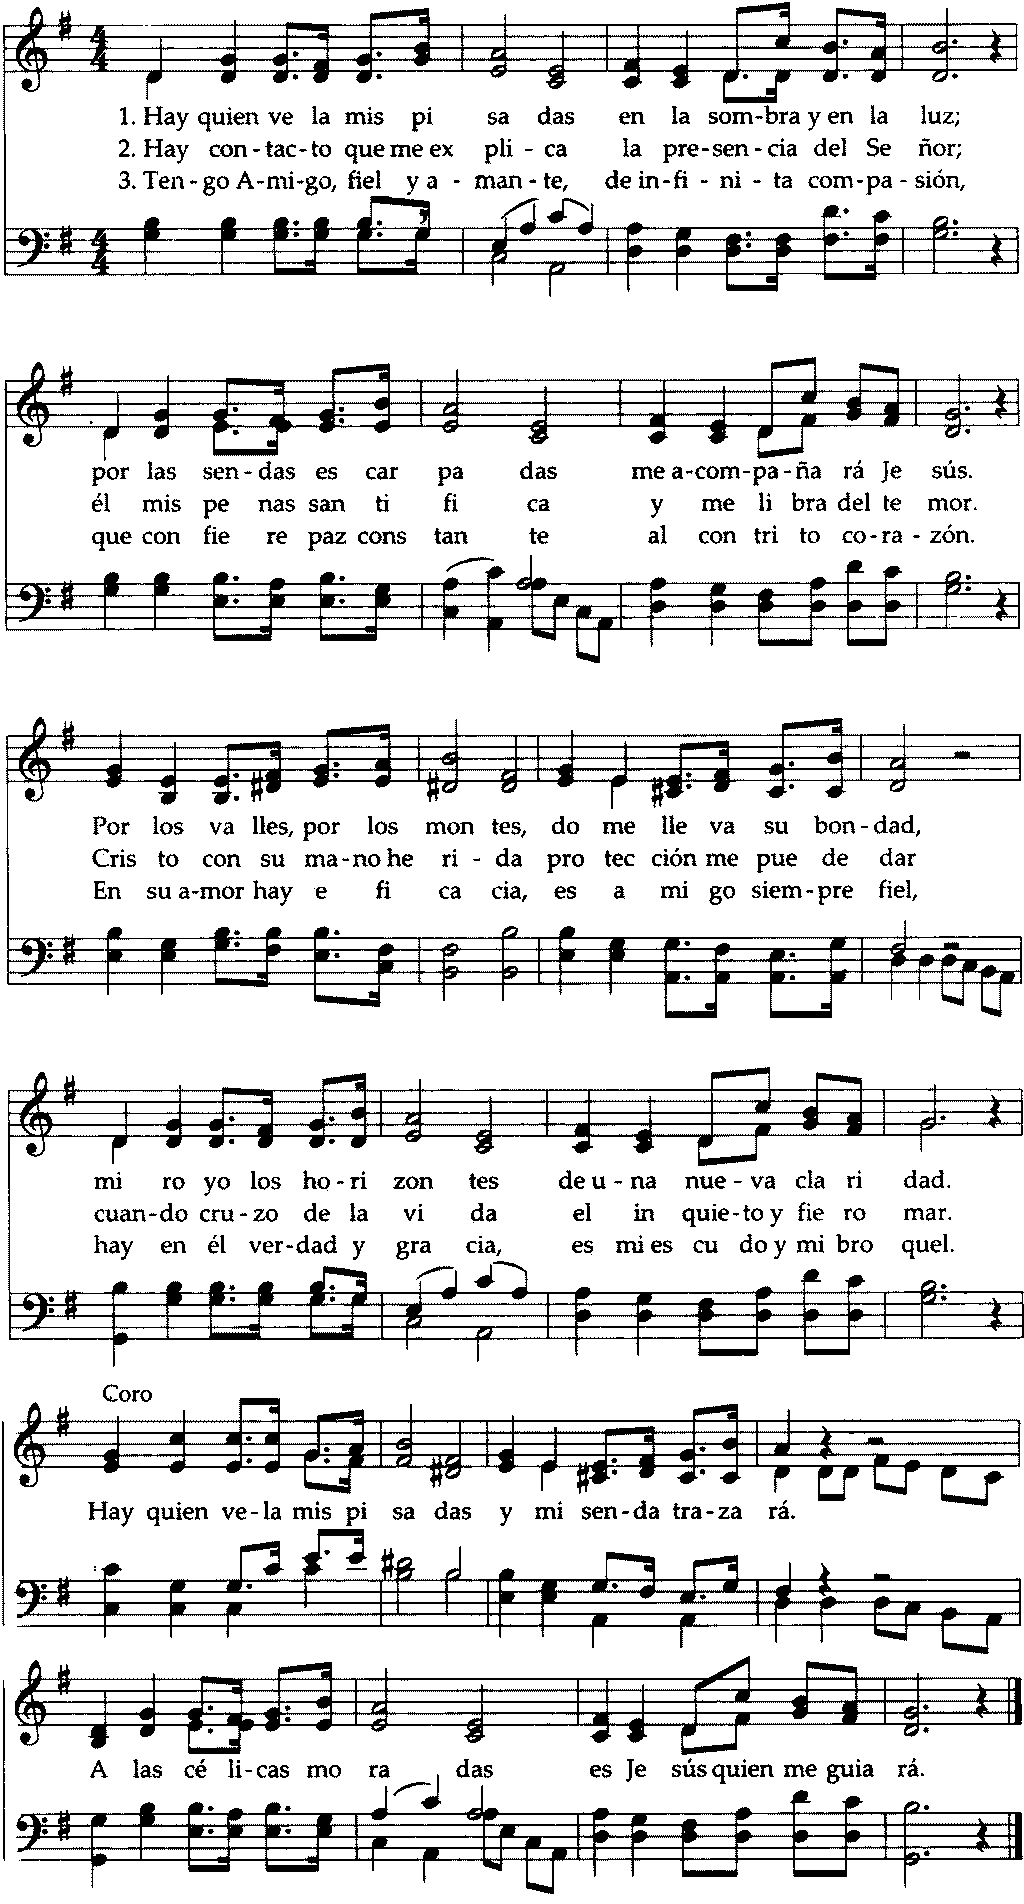 1. Hay quien ve la mis pi sa das en la som-bra y en la luz;
2. Hay con-tac-to que me ex pli-ca la pre-sen-cia del Se ñor;
3. Ten-go A-mi-go, fiel y a-man-te, de in-fi-ni-ta com-pa-sión,
por las sen-das es car pa das me a-com-pa-ña rá Je sús.
él mis pe nas san ti fi ca y me li bra del te mor.
que con fie re paz cons tan te al con tri to co-ra-zón.
Por los va lles, por los mon tes, do me lle va su bon-dad,
Cris to con su ma-no he ri-da pro tec ción me pue de dar
En su a-mor hay e fi ca cia, es a mi go siem-pre fiel,
mi ro yo los ho-ri zon tes de u-na nue-va cla ri dad.
cuan-do cru-zo de la vi da el in quie-to y fie ro mar.
hay en él ver-dad y gra cia, es mi es cu do y mi bro quel.
Coro
Hay quien ve-la mis pi sa das y mi sen-da tra-za rá.
A las cé li-cas mo ra das es Je sús quien me guia rá.